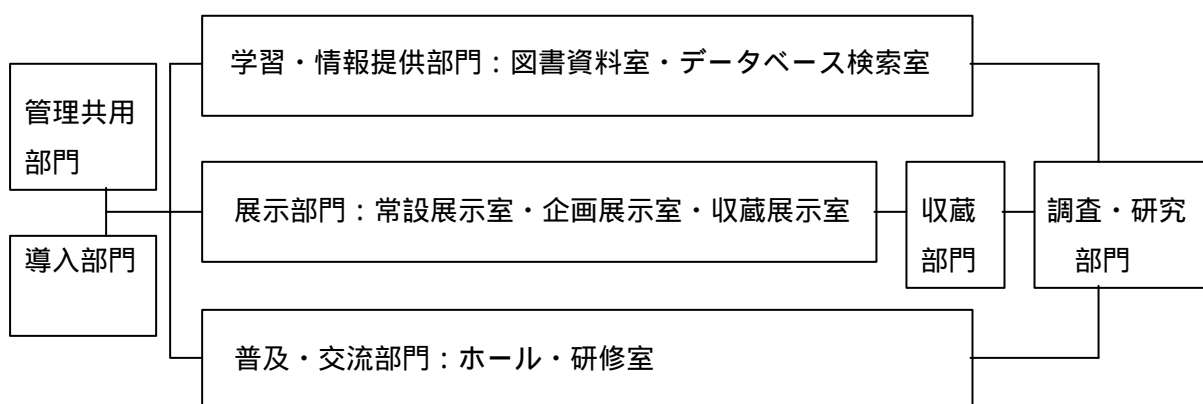 学習・情報提供部門：図書資料室・データベース検索室
管理共用
部門
展示部門：常設展示室・企画展示室・収蔵展示室
収蔵
部門
調査・研究
部門
導入部門
普及・交流部門：ホール・研修室